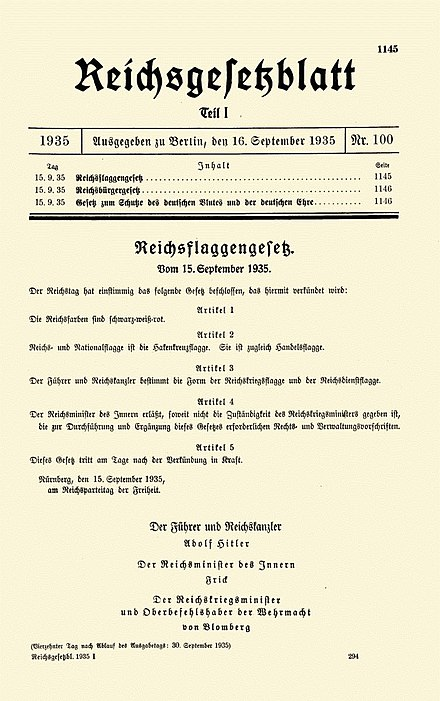 1145
Reichsgesetzblatt
Teil I
1935 Ausgegeben zu Berlin, den 16. September 1935 Nr. 100
Tag Inhalt Seite
15. 9. 35 Reichsflaggengesetz 1145
15. 9. 35 Reichsbürgergesetz 1146
15. 9. 35 Gesetz zum Schutze des deutschen Blutes und der deutschen Ehre 1146
Reichsflaggengesetz.
Vom 15. September 1935.
Der Reichstag hat einstimmig das folgende Gesetz beschlossen, das hiermit verkündet wird:
Artikel 1
Die Reichsfarben sind schwarz-weiß-rot.
Artikel 2
Reichs- und Nationalflagge ist die Hakenkreuzflagge. Sie ist zugleich Handelsflagge.
Artikel 3
Der Führer und Reichskanzler bestimmt die Form der Reichskriegsflagge und der Reichsdienstflagge.
Artikel 4
Der Reichsminister des Innern erläßt, soweit nicht die Zuständigkeit des Reichskriegsministers gegeben ist,
die zur Durchführung und Ergänzung dieses Gesetzes erforderlichen Rechts- und Verwaltungsvorschriften.
Artikel 5
Dieses Gesetz tritt am Tage nach der Verkündung in Kraft.
Nürnberg, den 15. September 1935,
am Reichsparteitag der Freiheit.
Der Führer und Reichskanzler
Adolf Hitler
Der Reichsminister des Innern
Frick
Der Reichskriegsminister
und Oberbefehlshaber der Wehrmacht
von Blomberg
(Vierzehnter Tag nach Ablauf des Ausgabetags: 30. September 1935)
Reichsgesetzbl. 1935 I 294